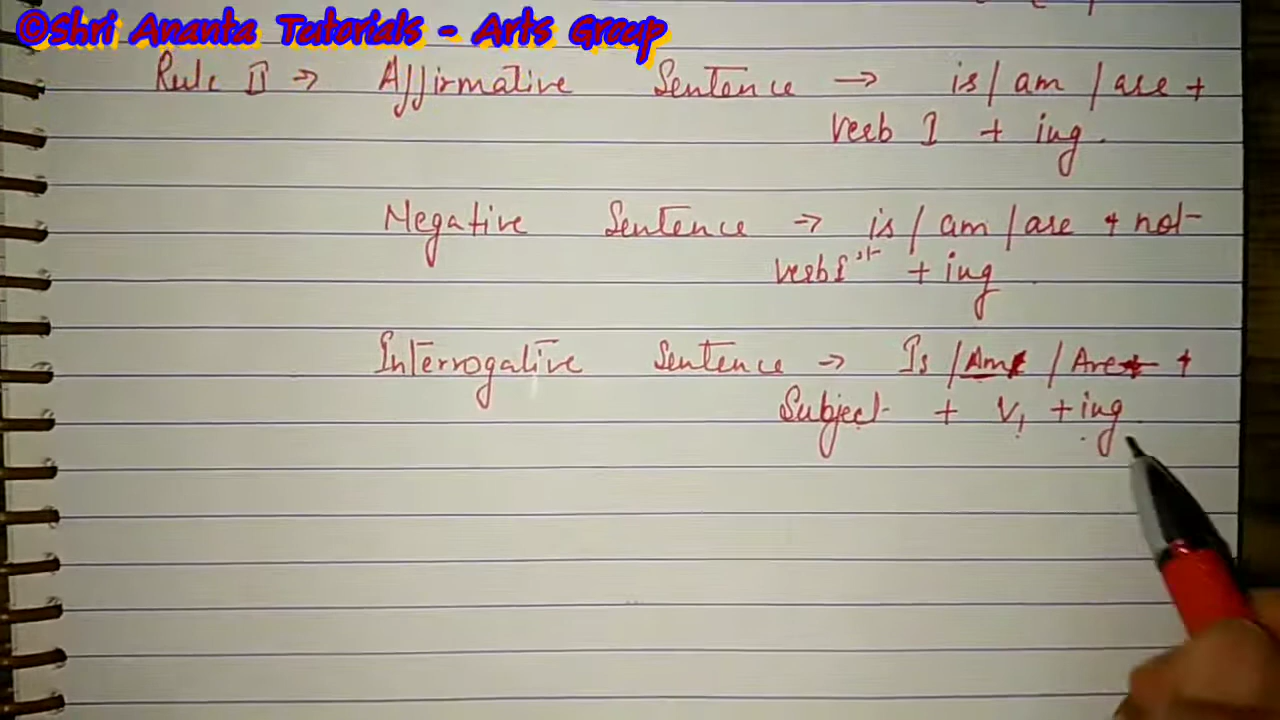 ©Shri Ananta Tutorials - Arts Group
Rule II → Affirmative Sentence → is / am / are +
verb I + ing.
Negative Sentence → is / am / are + not
verb 1st + ing
Interrogative Sentence → Is / Am / Are +
Subject + V1 + ing